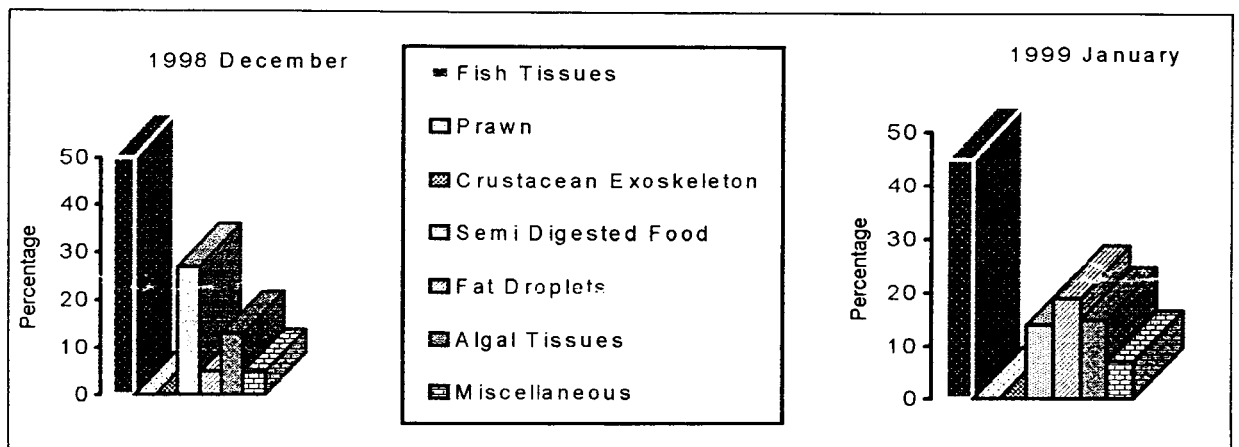 1998 December
Percentage
50
40
30
20
10
0
Fish Tissues
Prawn
Crustacean Exoskeleton
Semi Digested Food
Fat Droplets
Algal Tissues
Miscellaneous
1999 January
Percentage
50
40
30
20
10
0